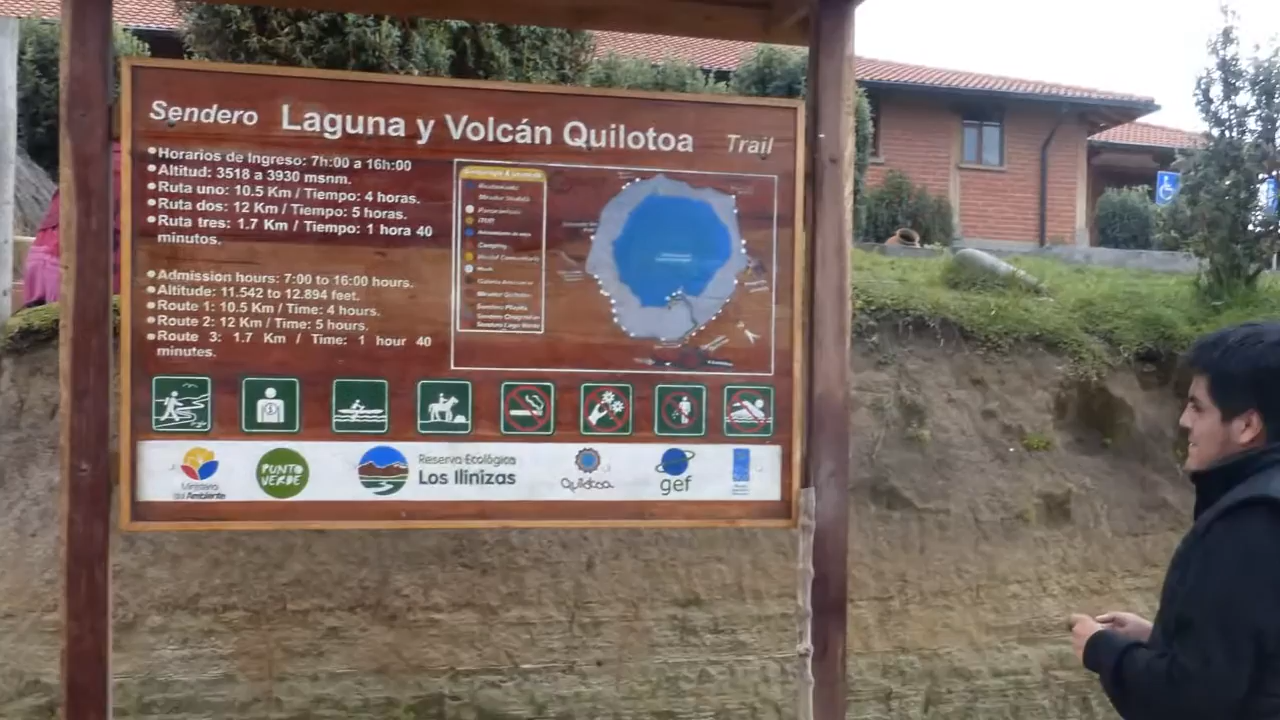 Sendero Laguna y Volcán Quilotoa Trail
Horarios de Ingreso: 7h:00 a 16h:00
Altitud: 3518 a 3930 msnm.
Ruta uno: 10.5 Km / Tiempo: 4 horas.
Ruta dos: 12 Km / Tiempo: 5 horas.
Ruta tres: 1.7 Km / Tiempo: 1 hora 40
minutos.
Admission hours: 7:00 to 16:00 hours.
Altitude: 11.542 to 12.894 feet.
Route 1: 10.5 Km / Time: 4 hours.
Route 2: 12 Km / Time: 5 hours.
Route 3: 1.7 Km / Time: 1 hour 40
minutes.
Camping
Ministerio
del Ambiente
PUNTO
VERDE
Reserva Ecológica
Los Ilinizas
Quilotoa
gef